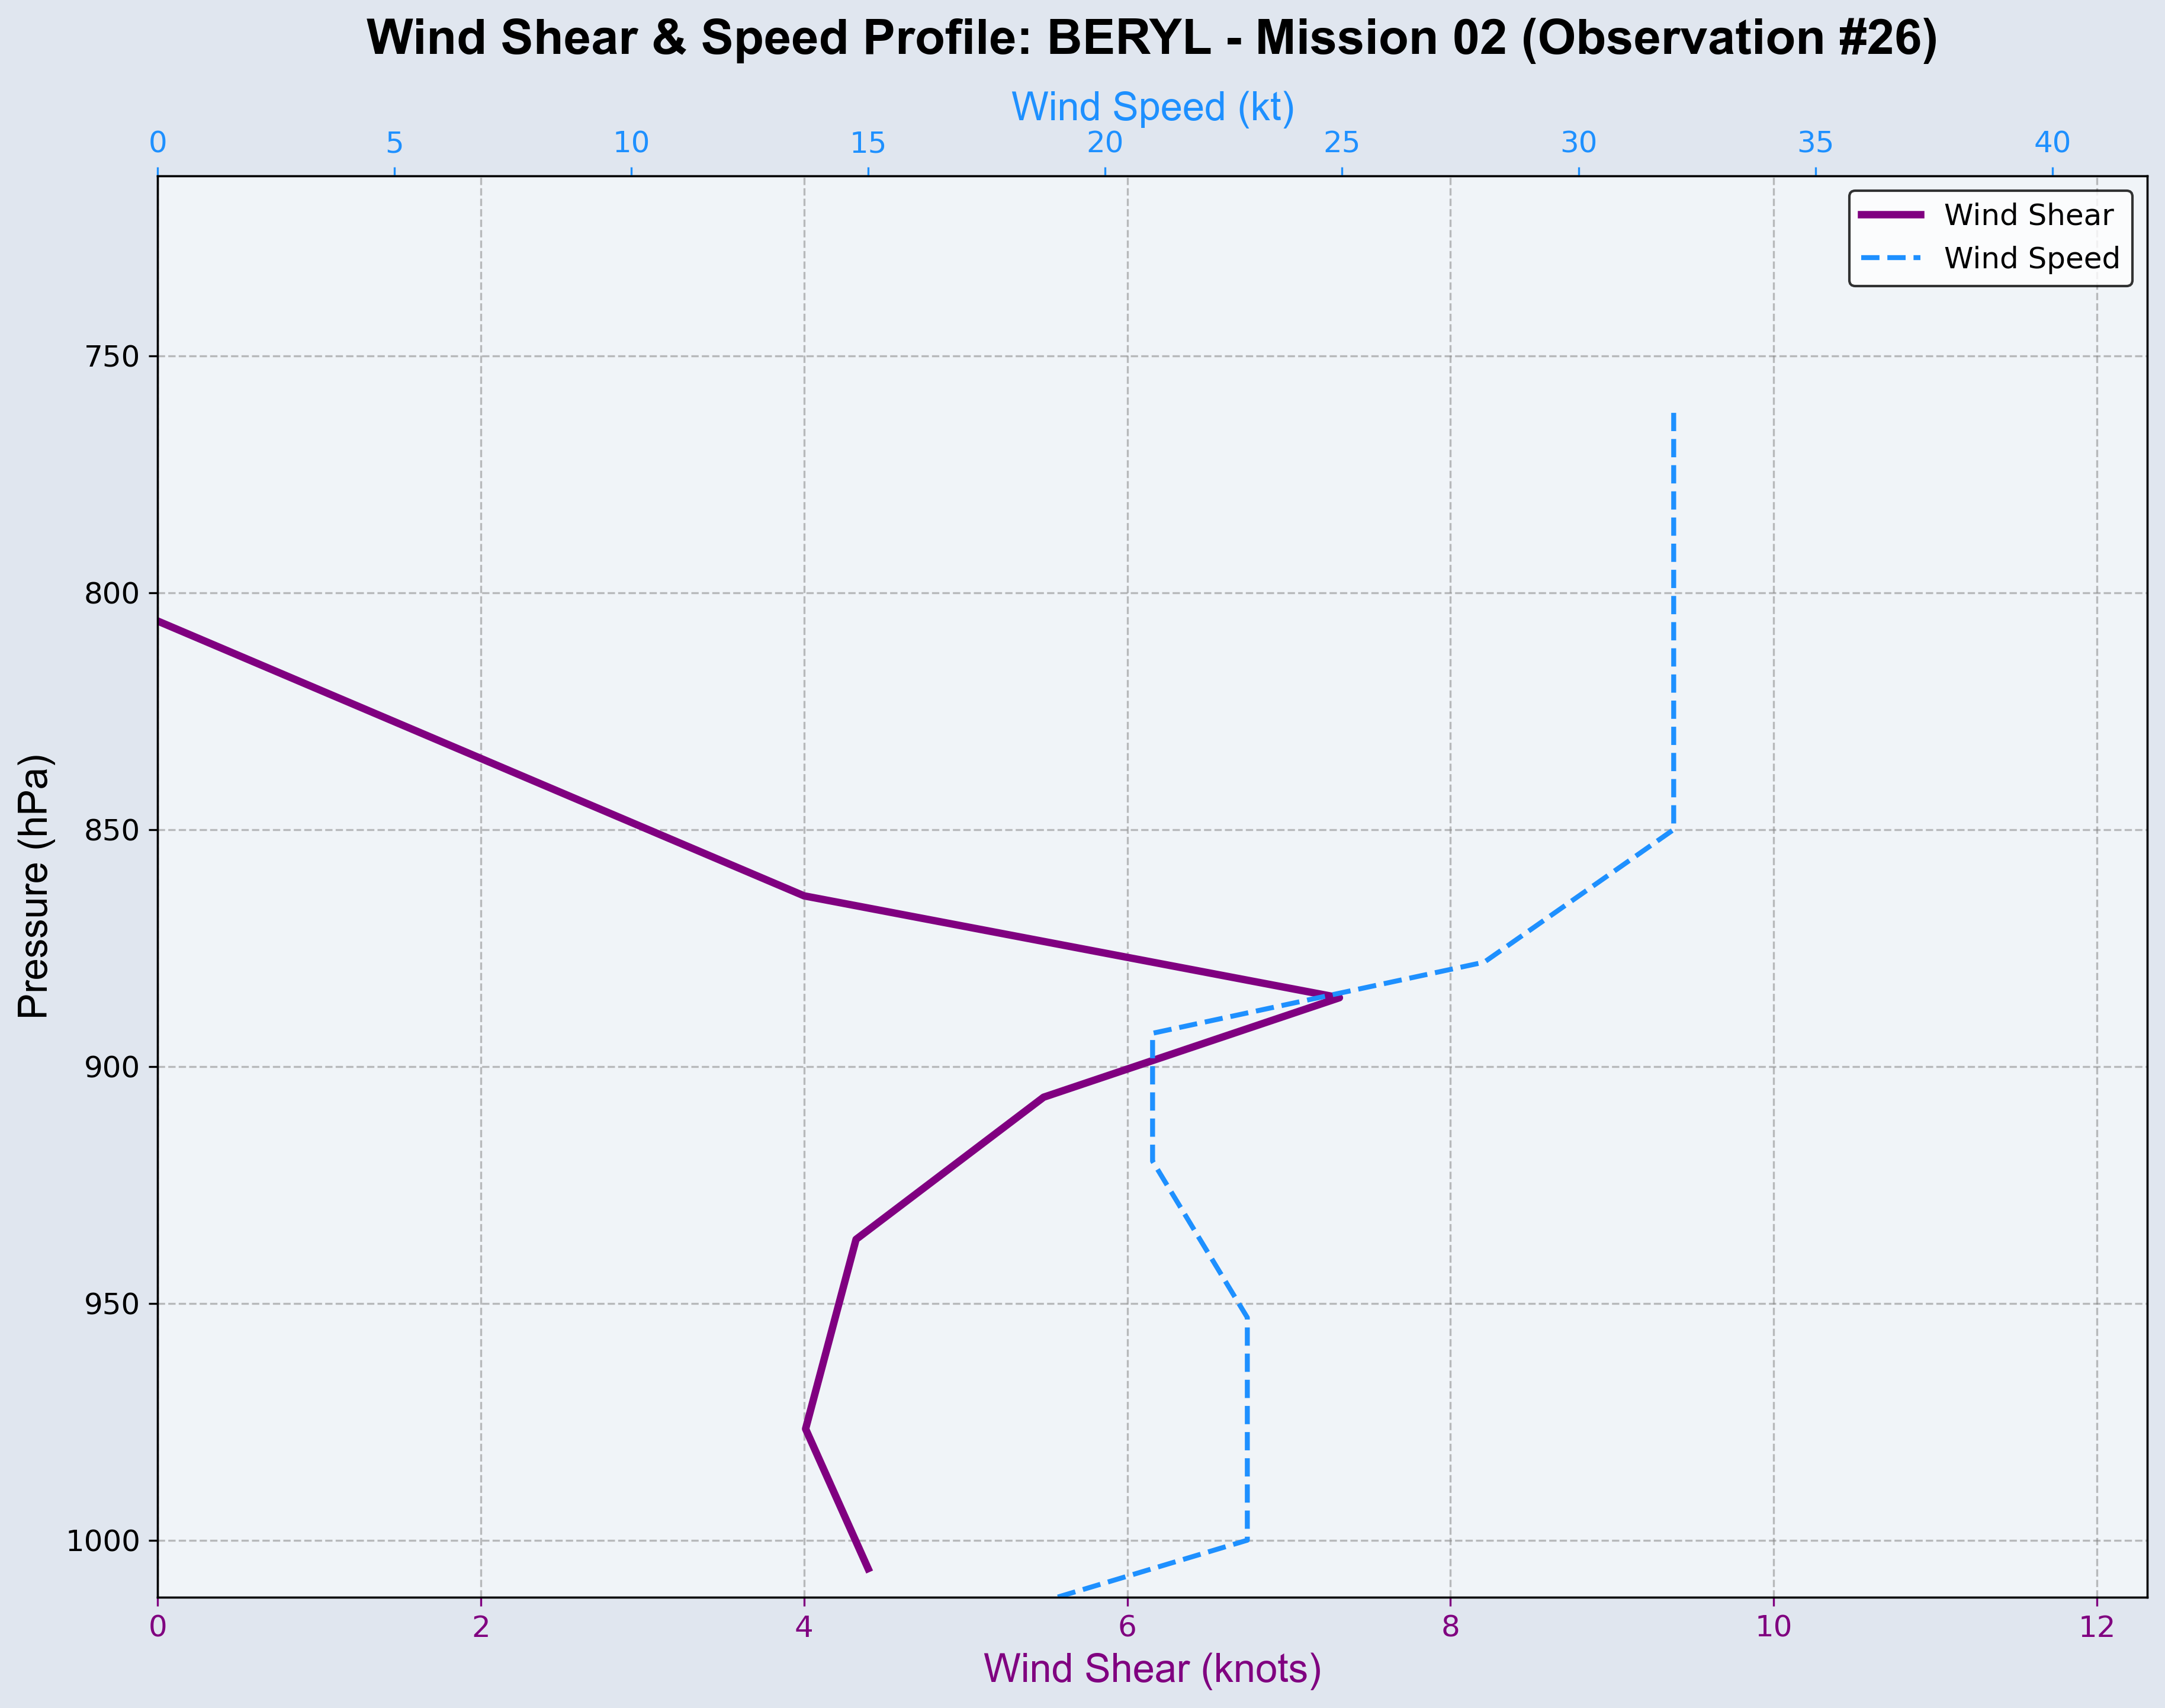 Wind Shear & Speed Profile: BERYL - Mission 02 (Observation #26)
Wind Speed (kt)
0 5 10 15 20 25 30 35 40
Wind Shear
Wind Speed
750
800
850
900
950
1000
Pressure (hPa)
0 2 4 6 8 10 12
Wind Shear (knots)